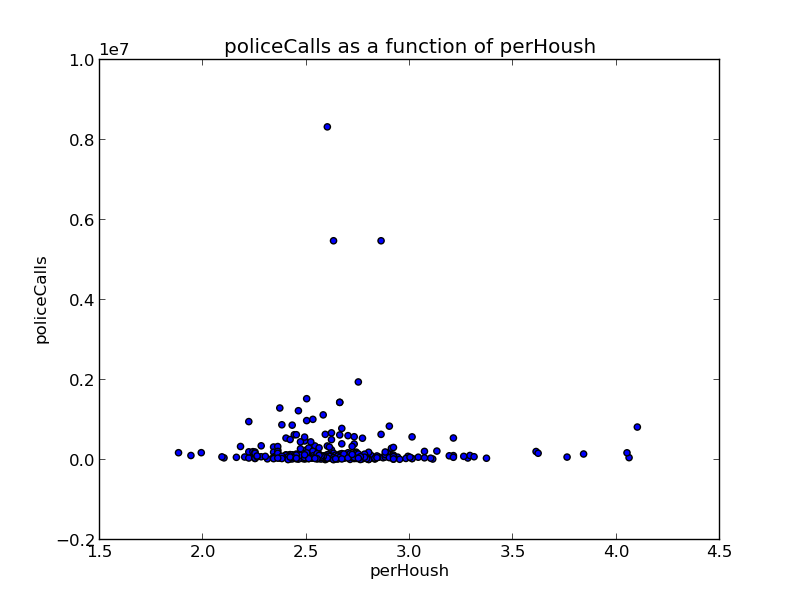 policeCalls as a function of perHoush
1e7
1.0
0.8
0.6
0.4
0.2
0.0
−0.2
policeCalls
1.5 2.0 2.5 3.0 3.5 4.0 4.5
perHoush